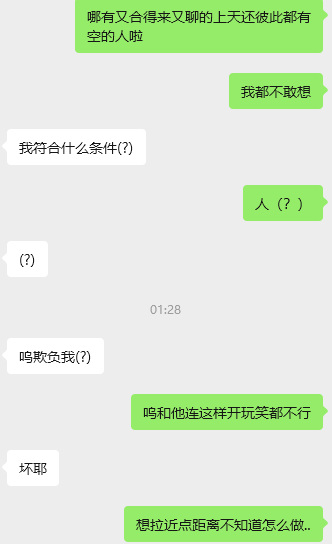 哪有又合得来又聊的上天还彼此都有
空的人啦
我都不敢想
我符合什么条件(?)
人（？）
(?)
01:28
呜欺负我(?)
呜和他连这样开玩笑都不行
坏耶
想拉近点距离不知道怎么做..